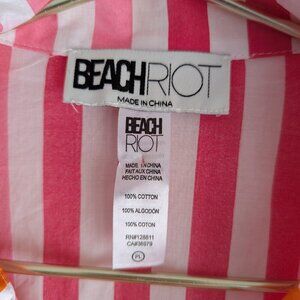 BEACHRIOT
MADE IN CHINA
BEACH
RIOT
MADE IN CHINA
FAIT AUX CHINA
HECHO EN CHINA
100% COTTON
100% ALGODÓN
100% COTON
RN#128811
CA#36979